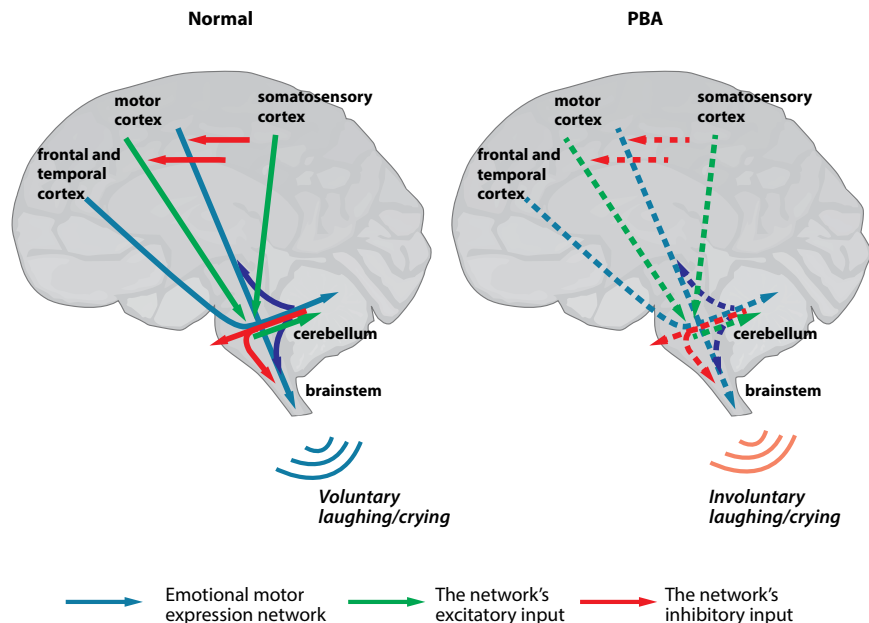 Normal
motor
cortex
somatosensory
cortex
frontal and
temporal
cortex
cerebellum
brainstem
Voluntary
laughing/crying
PBA
motor
cortex
somatosensory
cortex
frontal and
temporal
cortex
cerebellum
brainstem
Involuntary
laughing/crying
Emotional motor
expression network
The network's
excitatory input
The network's
inhibitory input